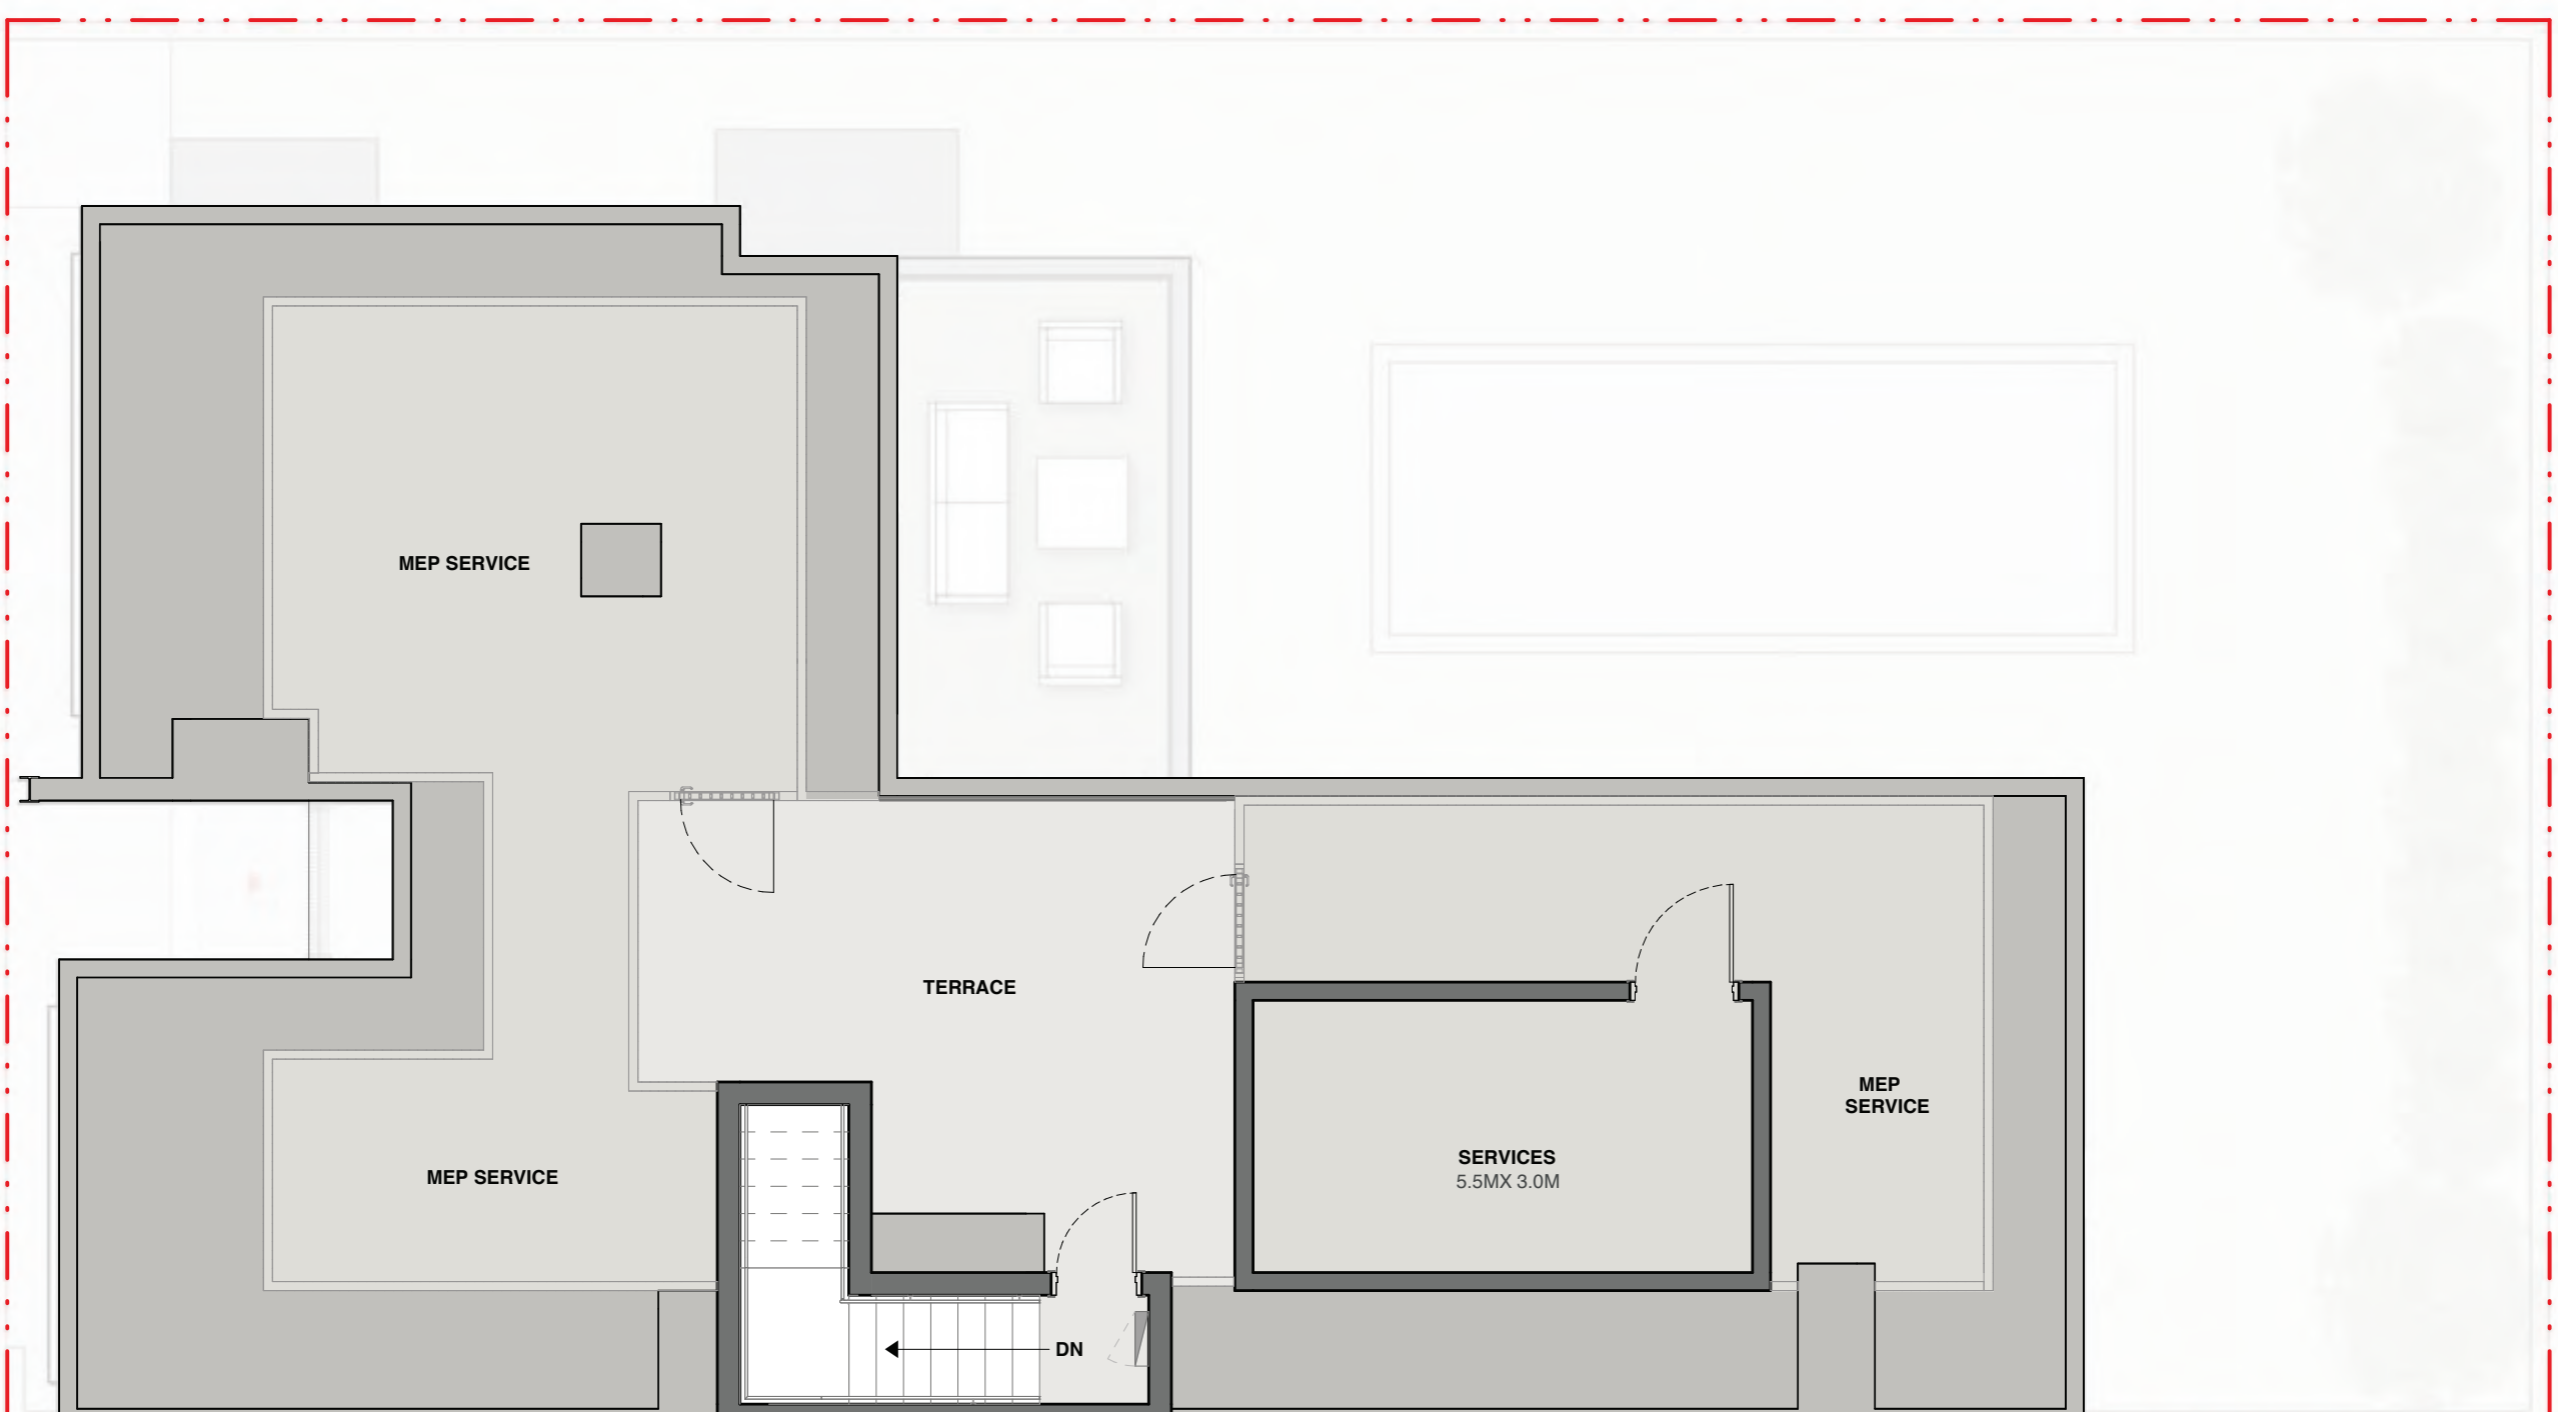 MEP SERVICE
TERRACE
MEP
SERVICE
SERVICES
5.5MX 3.0M
MEP SERVICE
DN